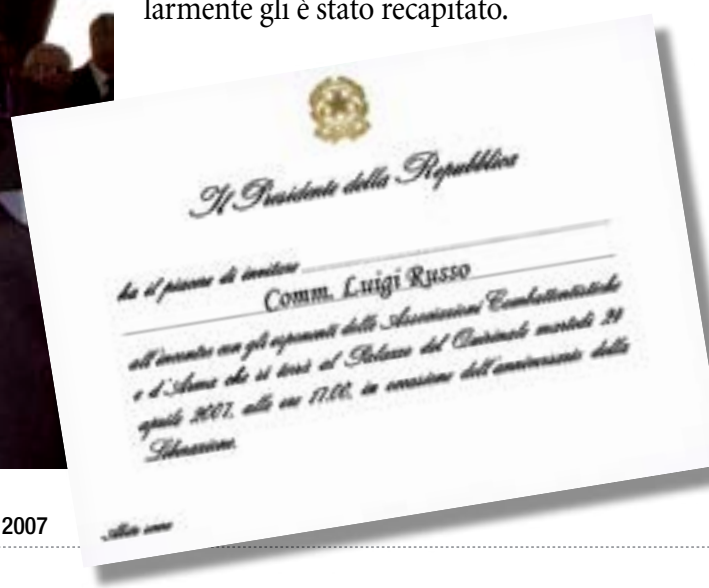 larmente gli è stato recapitato.
Il Presidente della Repubblica
ha il piacere di invitare
Comm. Luigi Russo
all'incontro con gli esponenti delle Associazioni Combattentistiche
e d'Arma che si terrà al Palazzo del Quirinale martedì 24
aprile 2007, alle ore 17.00, in occasione dell'anniversario della
Liberazione.
2007